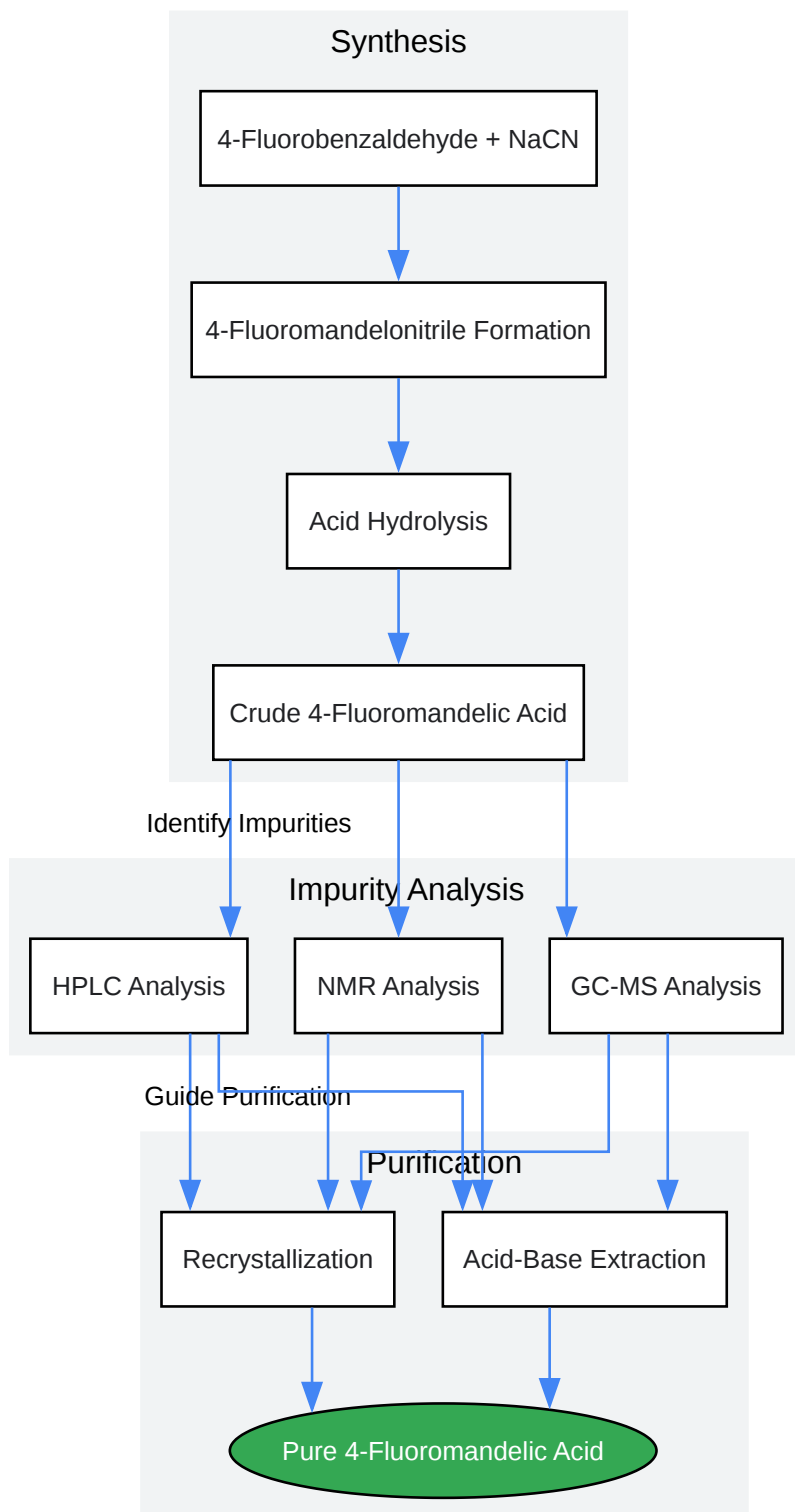 Synthesis
4-Fluorobenzaldehyde + NaCN
4-Fluoromandelonitrile Formation
Acid Hydrolysis
Crude 4-Fluoromandelic Acid
Identify Impurities
Impurity Analysis
HPLC Analysis
NMR Analysis
GC-MS Analysis
Guide Purification
Purification
Recrystallization
Acid-Base Extraction
Pure 4-Fluoromandelic Acid